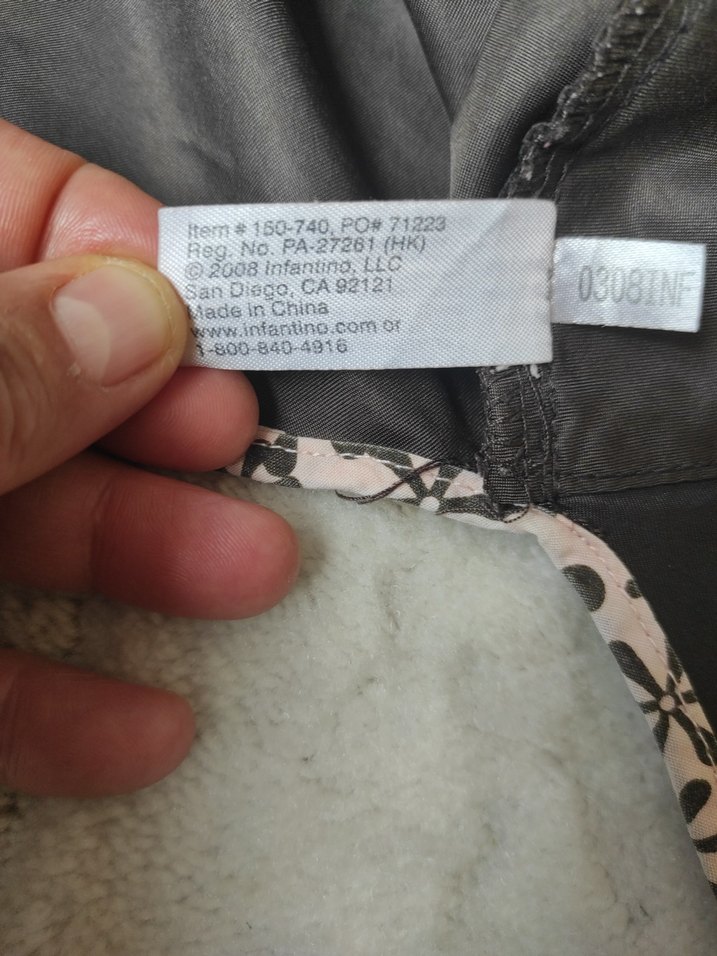 Item # 150-740, PO# 71223
Reg. No. PA-27261 (HK)
© 2008 Infantino, LLC
San Diego, CA 92121
Made in China
www.infantino.com or
1-800-840-4916
0308INF